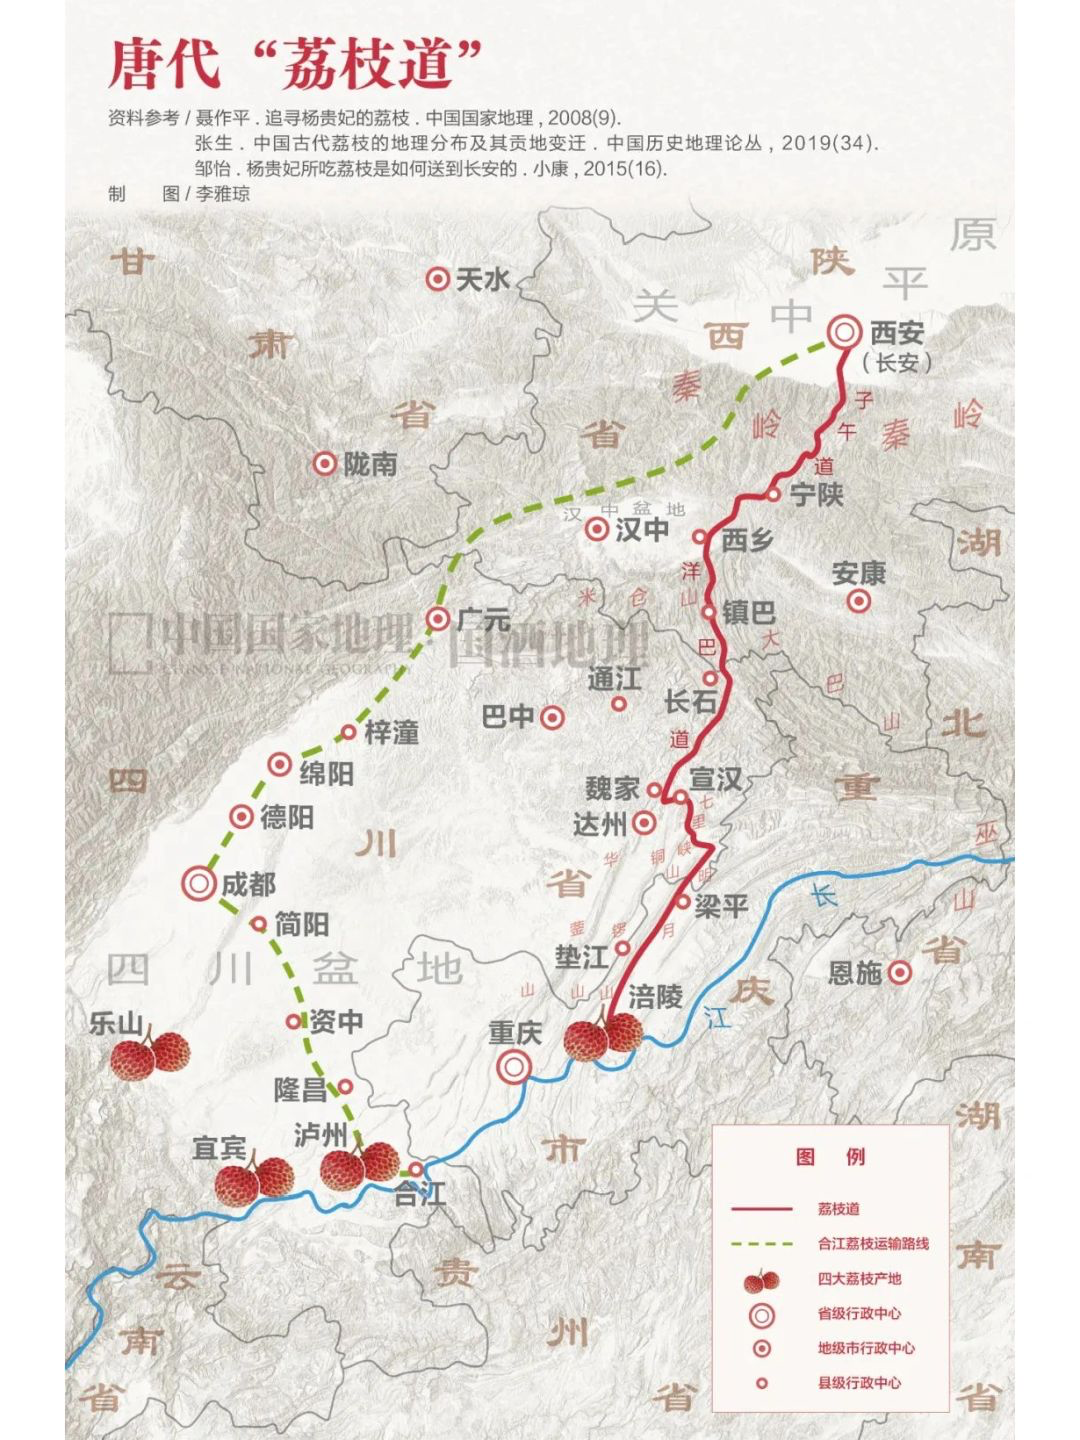 唐代“荔枝道”
资料参考 / 聂作平 . 追寻杨贵妃的荔枝 . 中国国家地理 , 2008(9).
张生 . 中国古代荔枝的地理分布及其贡地变迁 . 中国历史地理论丛 , 2019(34).
邹怡 . 杨贵妃所吃荔枝是如何送到长安的 . 小康 , 2015(16).
制 图 / 李雅琼
甘肃省
陕西省
关中平原
天水
西安
（长安）
秦岭
秦岭
子午道
陇南
宁陕
汉中盆地
汉中
西乡
湖北省
安康
洋巴道
米仓山
镇巴
广元
中国国家地理·国酒地理
CHINESE NATIONAL GEOGRAPHY
大巴山
通江
长石
巴中
梓潼
绵阳
四川省
魏家
宣汉
重庆市
德阳
达州
七里峡
华
铜
山
明月山
巫山
成都
长江
简阳
梁平
蓥
锣
山
山
四川盆地
垫江
恩施
涪陵
乐山
资中
重庆
隆昌
泸州
宜宾
合江
湖南省
云南省
贵州省
图 例
荔枝道
合江荔枝运输路线
四大荔枝产地
省级行政中心
地级市行政中心
县级行政中心